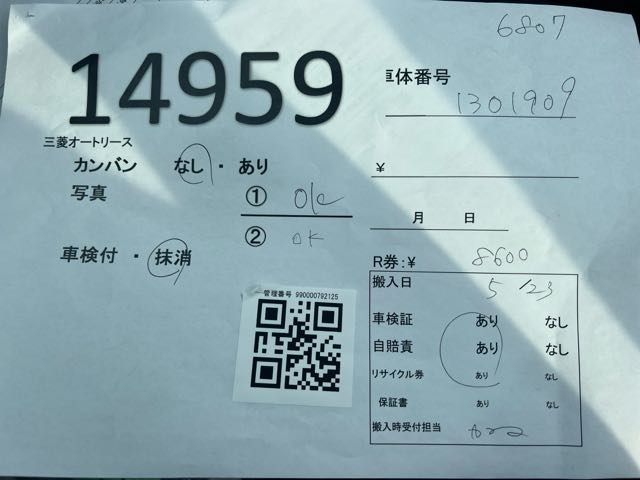 6807
14959
車体番号
1301909
三菱オートリース
カンバン なし ・ あり
¥
写真 ① OK
② OK
月 日
車検付 ・ 抹消
R券:¥ 8600
搬入日 5/23
管理番号 990000792125
車検証 あり なし
自賠責 あり なし
リサイクル券 あり なし
保証書 あり なし
搬入時受付担当